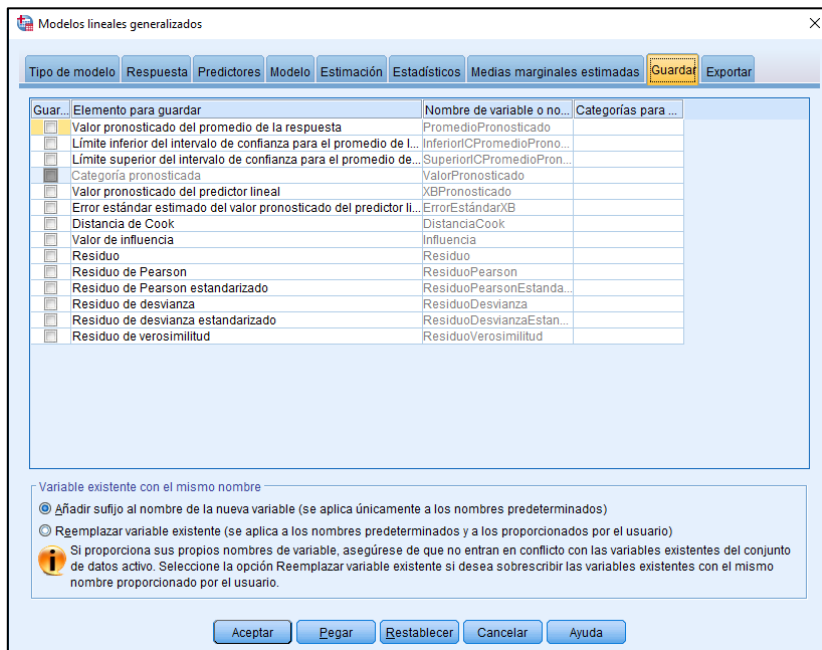 Modelos lineales generalizados
Tipo de modelo Respuesta Predictores Modelo Estimación Estadísticos Medias marginales estimadas Guardar Exportar
Guar... Elemento para guardar Nombre de variable o no... Categorías para ...
Valor pronosticado del promedio de la respuesta PromedioPronosticado
Límite inferior del intervalo de confianza para el promedio de l... InferiorICPromedioProno...
Límite superior del intervalo de confianza para el promedio de... SuperiorICPromedioPron...
Categoría pronosticada ValorPronosticado
Valor pronosticado del predictor lineal XBPronosticado
Error estándar estimado del valor pronosticado del predictor li... ErrorEstándarXB
Distancia de Cook DistanciaCook
Valor de influencia Influencia
Residuo Residuo
Residuo de Pearson ResiduoPearson
Residuo de Pearson estandarizado ResiduoPearsonEstanda...
Residuo de desvianza ResiduoDesvianza
Residuo de desvianza estandarizado ResiduoDesvianzaEstan...
Residuo de verosimilitud ResiduoVerosimilitud
Variable existente con el mismo nombre
Añadir sufijo al nombre de la nueva variable (se aplica únicamente a los nombres predeterminados)
Reemplazar variable existente (se aplica a los nombres predeterminados y a los proporcionados por el usuario)
Si proporciona sus propios nombres de variable, asegúrese de que no entran en conflicto con las variables existentes del conjunto
de datos activo. Seleccione la opción Reemplazar variable existente si desea sobrescribir las variables existentes con el mismo
nombre proporcionado por el usuario.
Aceptar Pegar Restablecer Cancelar Ayuda